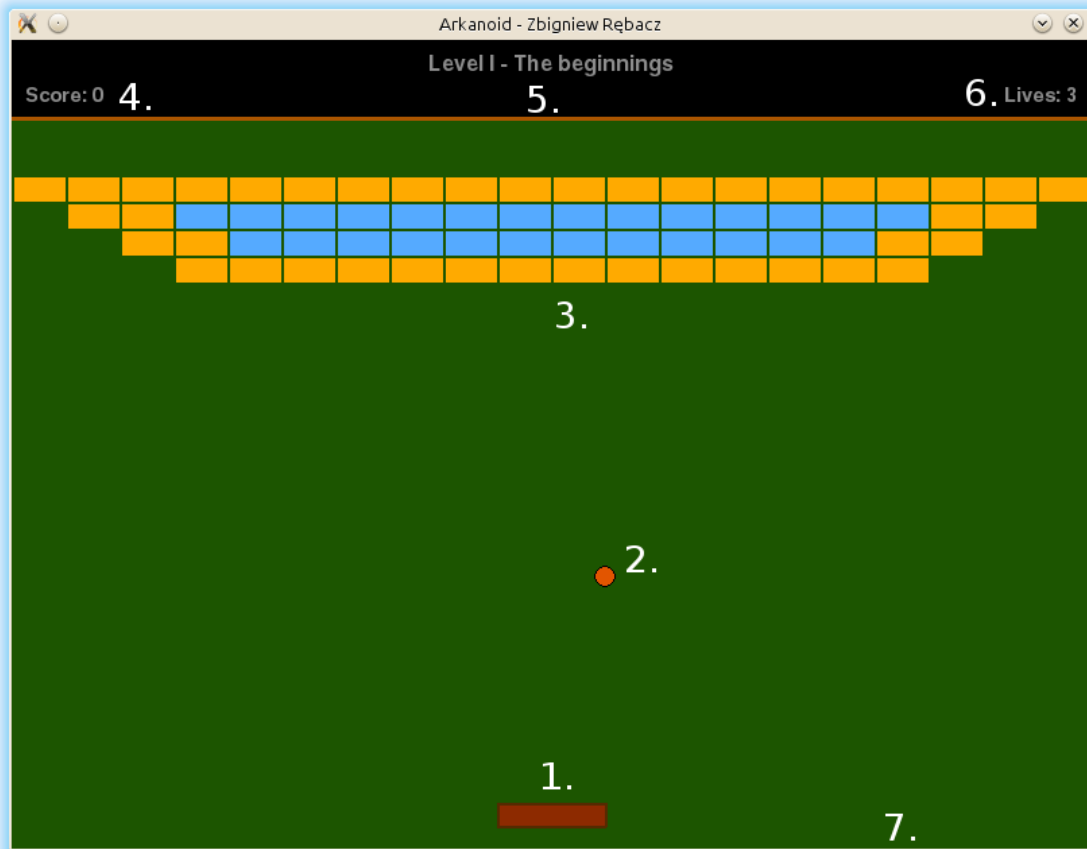 Arkanoid - Zbigniew Rębacz
Level I - The beginnings
Score: 0 4. 5. 6. Lives: 3
3.
2.
1.
7.